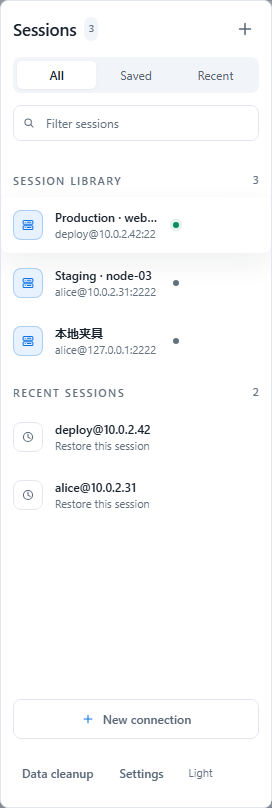 Sessions 3
All Saved Recent
Filter sessions
SESSION LIBRARY 3
Production · web...
deploy@10.0.2.42:22
Staging · node-03
alice@10.0.2.31:2222
本地夹具
alice@127.0.0.1:2222
RECENT SESSIONS 2
deploy@10.0.2.42
Restore this session
alice@10.0.2.31
Restore this session
New connection
Data cleanup Settings Light